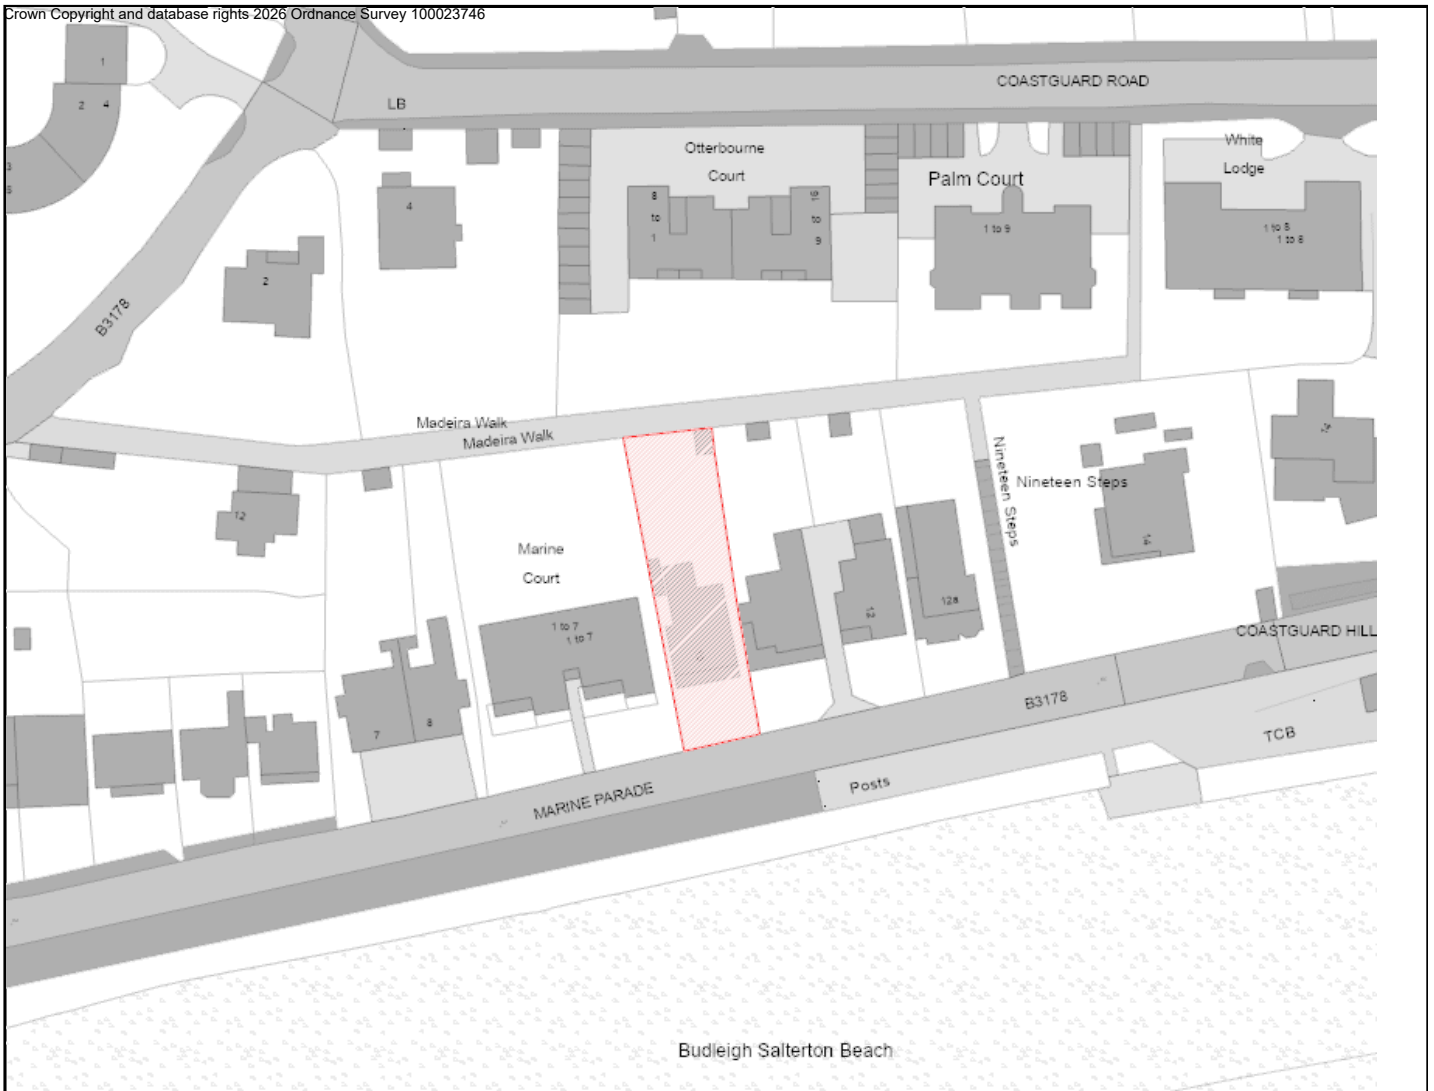 Crown Copyright and database rights 2026 Ordnance Survey 100023746
1
2 4
3
LB
COASTGUARD ROAD
Otterbourne
Court
Palm Court
White
Lodge
4
8
to
1
16
to
9
1 to 9
1 to 8
1 to 6
2
B3178
Madeira Walk
Madeira Walk
Nineteen Steps
Nineteen Steps
12
14
Marine
Court
1 to 7
1 to 7
12a
COASTGUARD HILL
7
8
B3178
TCB
MARINE PARADE
Posts
Budleigh Salterton Beach